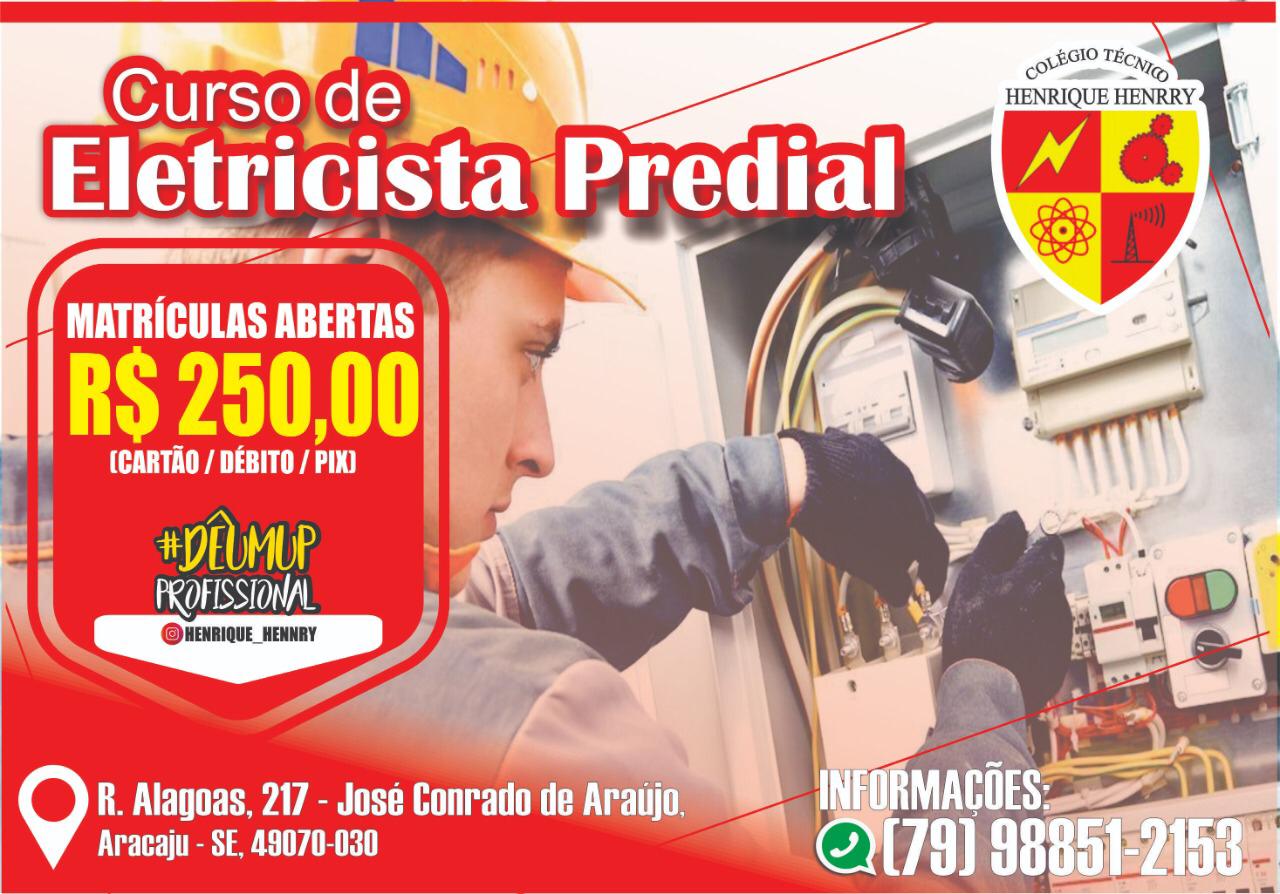 Curso de
Eletricista Predial
COLÉGIO TÉCNICO
HENRIQUE HENRRY
MATRÍCULAS ABERTAS
R$ 250,00
(CARTÃO / DÉBITO / PIX)
#DÊUMUP
PROFISSIONAL
HENRIQUE_HENNRY
R. Alagoas, 217 - José Conrado de Araújo,
Aracaju - SE, 49070-030
INFORMAÇÕES:
(79) 98851-2153